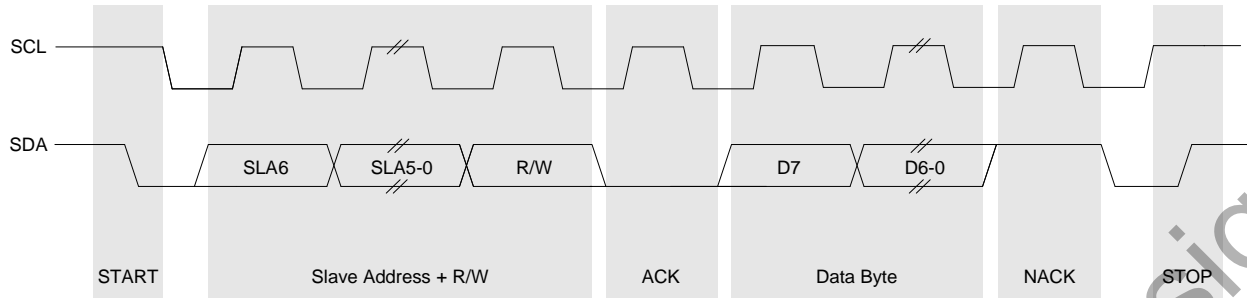 SCL
SDA
SLA6 SLA5-0 R/W D7 D6-0
START Slave Address + R/W ACK Data Byte NACK STOP